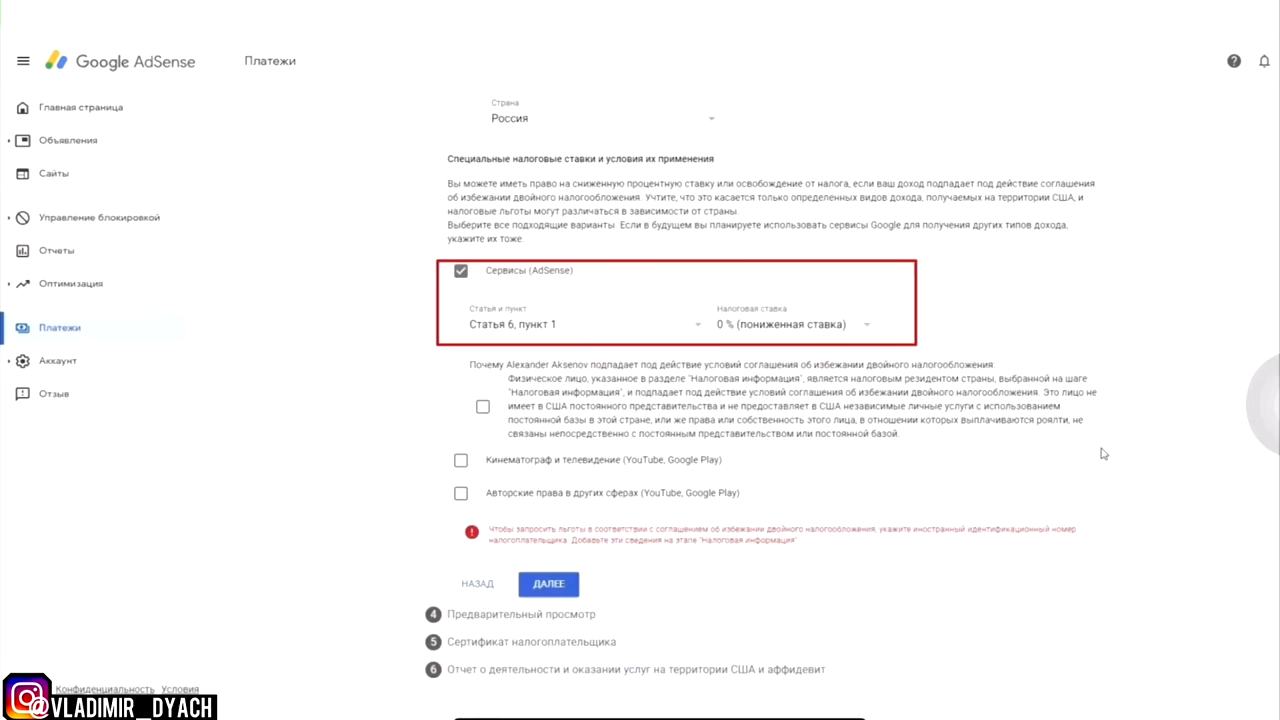 Google AdSense
Платежи
Главная страница
Объявления
Сайты
Управление блокировкой
Отчеты
Оптимизация
Платежи
Аккаунт
Отзыв
Страна
Россия
Специальные налоговые ставки и условия их применения
Вы можете иметь право на сниженную процентную ставку или освобождение от налога, если ваш доход подпадает под действие соглашения
об избежании двойного налогообложения. Учтите, что это касается только определенных видов дохода, получаемых на территории США, и
налоговые льготы могут различаться в зависимости от страны.
Выберите все подходящие варианты. Если в будущем вы планируете использовать сервисы Google для получения других типов дохода,
укажите их тоже.
Сервисы (AdSense)
Статья и пункт
Налоговая ставка
Статья 6, пункт 1
0 % (пониженная ставка)
Почему Alexander Aksenov подпадает под действие условий соглашения об избежании двойного налогообложения:
Физическое лицо, указанное в разделе "Налоговая информация", является налоговым резидентом страны, выбранной на шаге
"Налоговая информация", и подпадает под действие условий соглашения об избежании двойного налогообложения. Это лицо не
имеет в США постоянного представительства и не предоставляет в США независимые личные услуги с использованием
постоянной базы в этой стране, или же права или собственность этого лица, в отношении которых выплачиваются роялти, не
связаны непосредственно с постоянным представительством или постоянной базой.
Кинематограф и телевидение (YouTube, Google Play)
Авторские права в других сферах (YouTube, Google Play)
Чтобы запросить льготы в соответствии с соглашением об избежании двойного налогообложения, укажите иностранный идентификационный номер
налогоплательщика. Добавьте эти сведения на этапе "Налоговая информация"
НАЗАД
ДАЛЕЕ
4 Предварительный просмотр
5 Сертификат налогоплательщика
6 Отчет о деятельности и оказании услуг на территории США и аффидевит
Конфиденциальность Условия
@VLADIMIR_DYACH